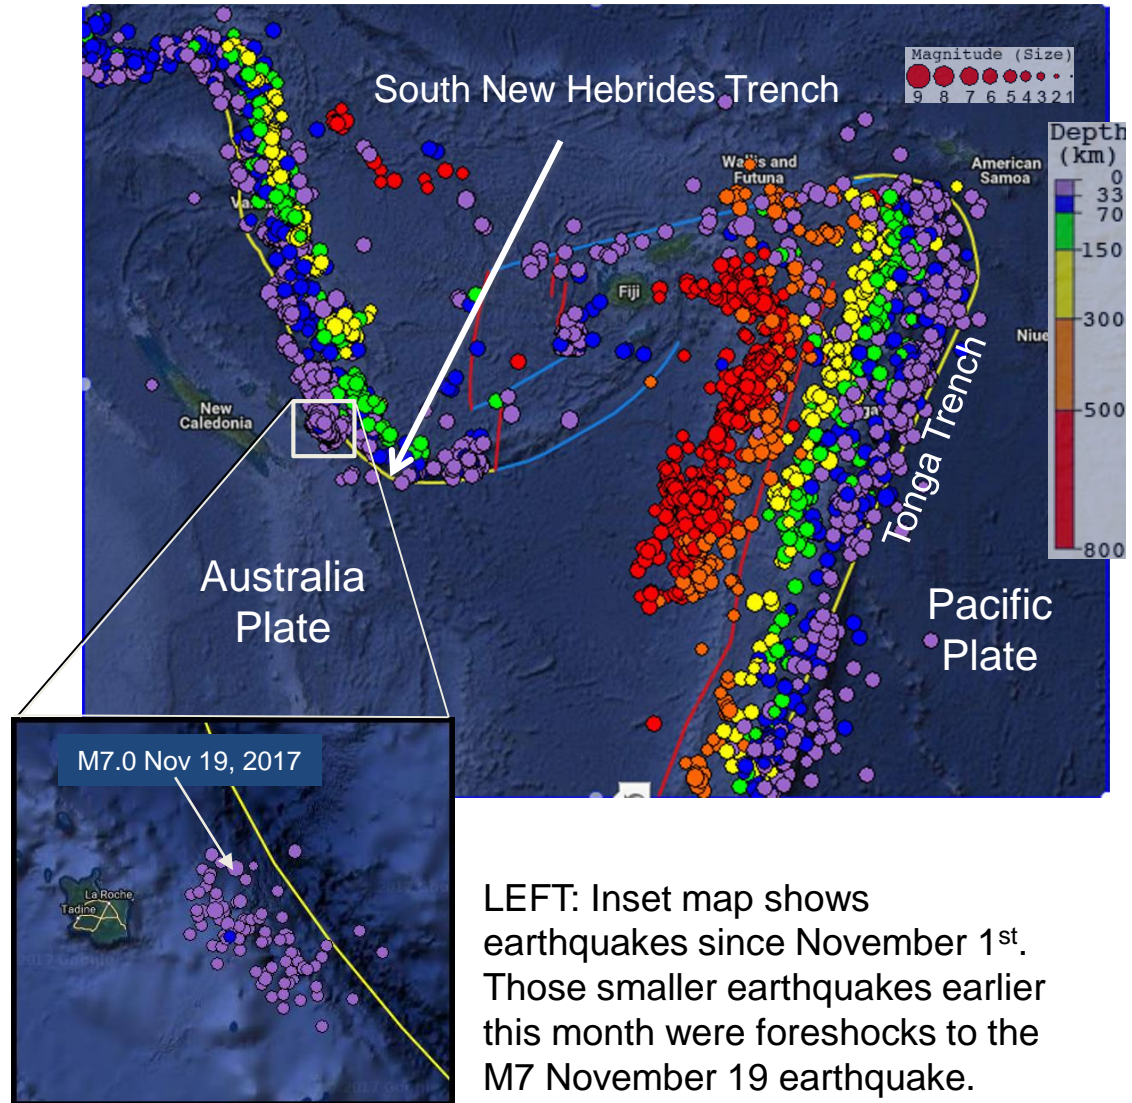 Magnitude (Size)
9 8 7 6 5 4 3 2 1
South New Hebrides Trench
Depth
(km)
0
33
70
150
300
500
800
Wallis and
Futuna
American
Samoa
Fiji
Niue
New
Caledonia
Tonga Trench
Australia
Plate
Pacific
Plate
M7.0 Nov 19, 2017
La Roche
Tadine
LEFT: Inset map shows
earthquakes since November 1st.
Those smaller earthquakes earlier
this month were foreshocks to the
M7 November 19 earthquake.